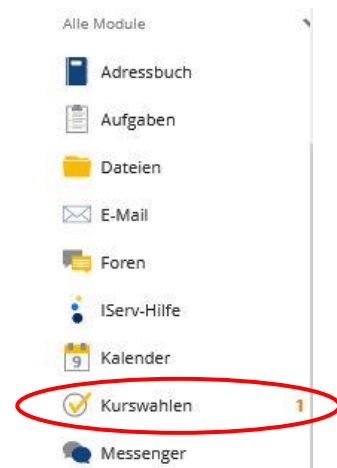 Alle Module
Adressbuch
Aufgaben
Dateien
E-Mail
Foren
IServ-Hilfe
9 Kalender
Kurswahlen 1
Messenger